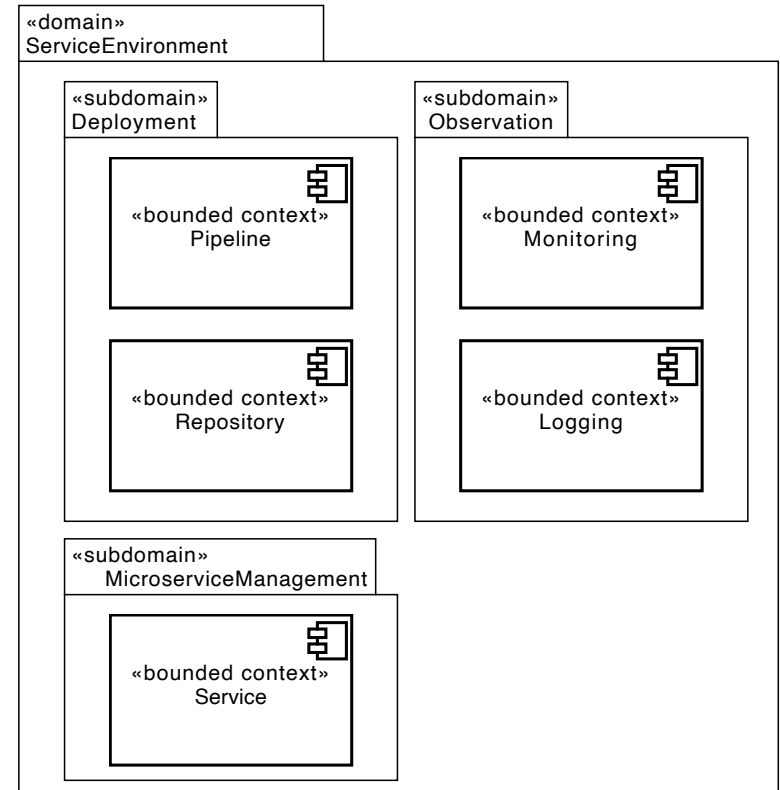 «domain»
ServiceEnvironment
«subdomain»
Deployment
«bounded context»
Pipeline
«bounded context»
Repository
«subdomain»
Observation
«bounded context»
Monitoring
«bounded context»
Logging
«subdomain»
MicroserviceManagement
«bounded context»
Service